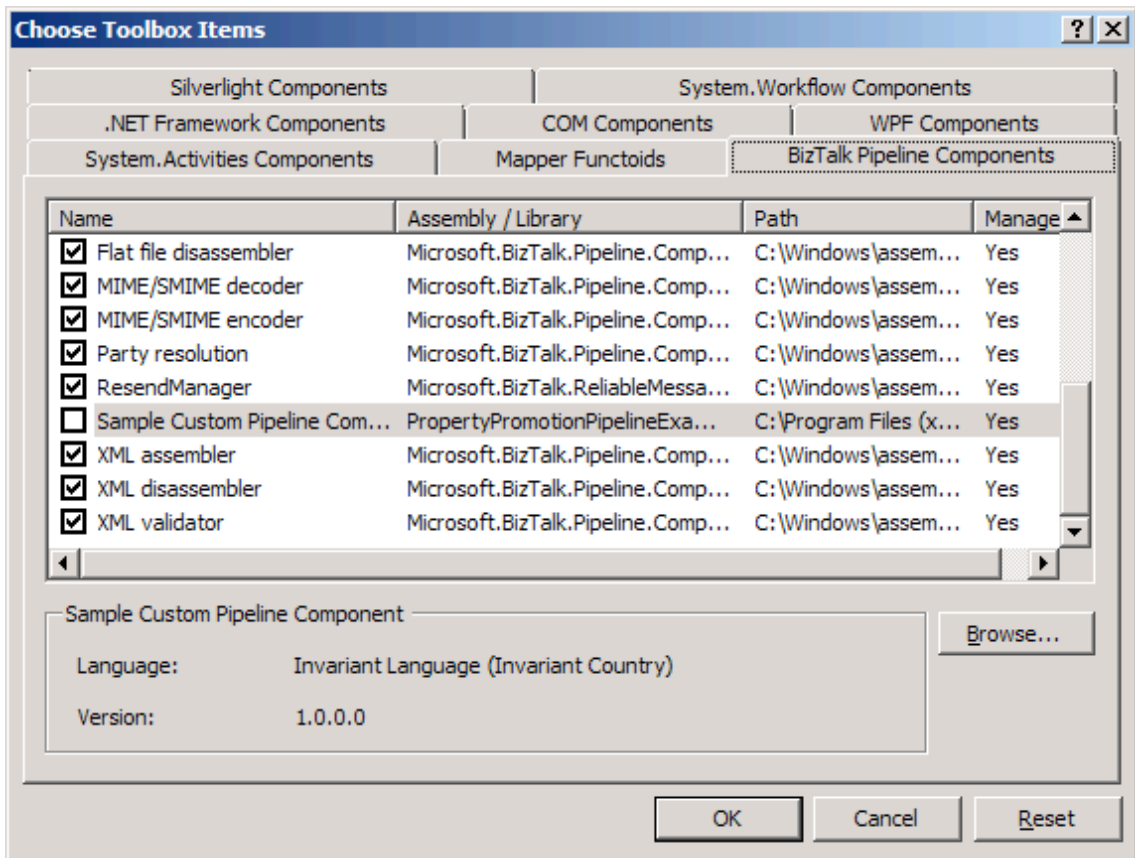 Choose Toolbox Items
Silverlight Components System.Workflow Components
.NET Framework Components COM Components WPF Components
System.Activities Components Mapper Functoids BizTalk Pipeline Components
Name Assembly / Library Path Manage
Flat file disassembler Microsoft.BizTalk.Pipeline.Comp... C:\Windows\assem... Yes
MIME/SMIME decoder Microsoft.BizTalk.Pipeline.Comp... C:\Windows\assem... Yes
MIME/SMIME encoder Microsoft.BizTalk.Pipeline.Comp... C:\Windows\assem... Yes
Party resolution Microsoft.BizTalk.Pipeline.Comp... C:\Windows\assem... Yes
ResendManager Microsoft.BizTalk.ReliableMessa... C:\Windows\assem... Yes
Sample Custom Pipeline Com... PropertyPromotionPipelineExa... C:\Program Files (x... Yes
XML assembler Microsoft.BizTalk.Pipeline.Comp... C:\Windows\assem... Yes
XML disassembler Microsoft.BizTalk.Pipeline.Comp... C:\Windows\assem... Yes
XML validator Microsoft.BizTalk.Pipeline.Comp... C:\Windows\assem... Yes
Sample Custom Pipeline Component
Browse...
Language: Invariant Language (Invariant Country)
Version: 1.0.0.0
OK Cancel Reset